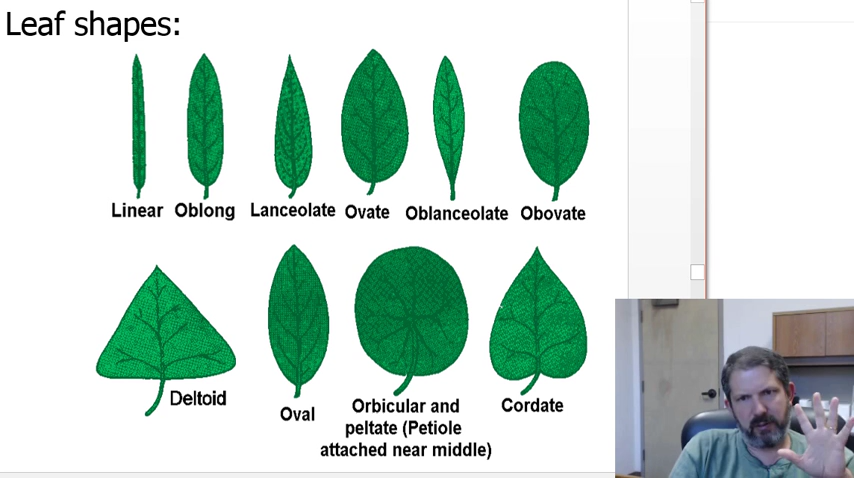 Leaf shapes:
Linear Oblong Lanceolate Ovate Oblanceolate Obovate
Deltoid
Oval
Orbicular and
peltate (Petiole
attached near middle)
Cordate